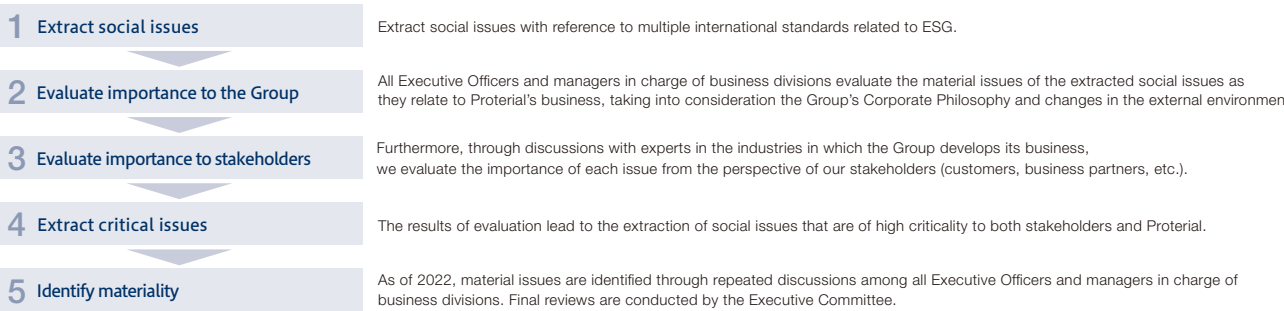 1 Extract social issues
Extract social issues with reference to multiple international standards related to ESG.
2 Evaluate importance to the Group
All Executive Officers and managers in charge of business divisions evaluate the material issues of the extracted social issues as
they relate to Proterial's business, taking into consideration the Group's Corporate Philosophy and changes in the external environmen
3 Evaluate importance to stakeholders
Furthermore, through discussions with experts in the industries in which the Group develops its business,
we evaluate the importance of each issue from the perspective of our stakeholders (customers, business partners, etc.).
4 Extract critical issues
The results of evaluation lead to the extraction of social issues that are of high criticality to both stakeholders and Proterial.
5 Identify materiality
As of 2022, material issues are identified through repeated discussions among all Executive Officers and managers in charge of
business divisions. Final reviews are conducted by the Executive Committee.